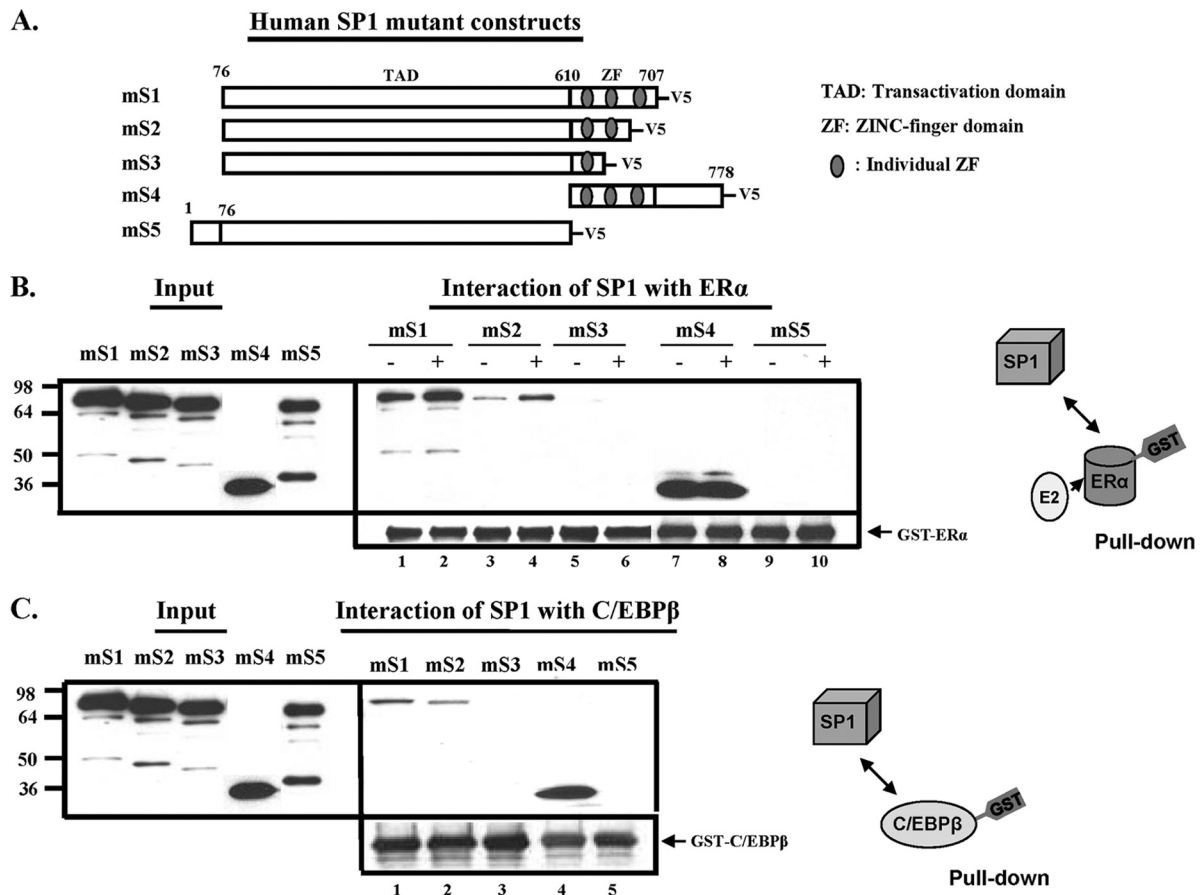 A.
Human SP1 mutant constructs
76 TAD 610 ZF 707
mS1 V5
mS2 V5
mS3 V5
778
mS4 V5
1 76
mS5 V5
TAD: Transactivation domain
ZF: ZINC-finger domain
: Individual ZF
B.
Input
Interaction of SP1 with ERα
mS1 mS2 mS3 mS4 mS5
mS1 mS2 mS3 mS4 mS5
- + - + - + - + - +
98
64
50
36
GST-ERα
1 2 3 4 5 6 7 8 9 10
SP1
GST
ERα
E2
Pull-down
C.
Input
Interaction of SP1 with C/EBPβ
mS1 mS2 mS3 mS4 mS5
mS1 mS2 mS3 mS4 mS5
98
64
50
36
GST-C/EBPβ
1 2 3 4 5
SP1
GST
C/EBPβ
Pull-down